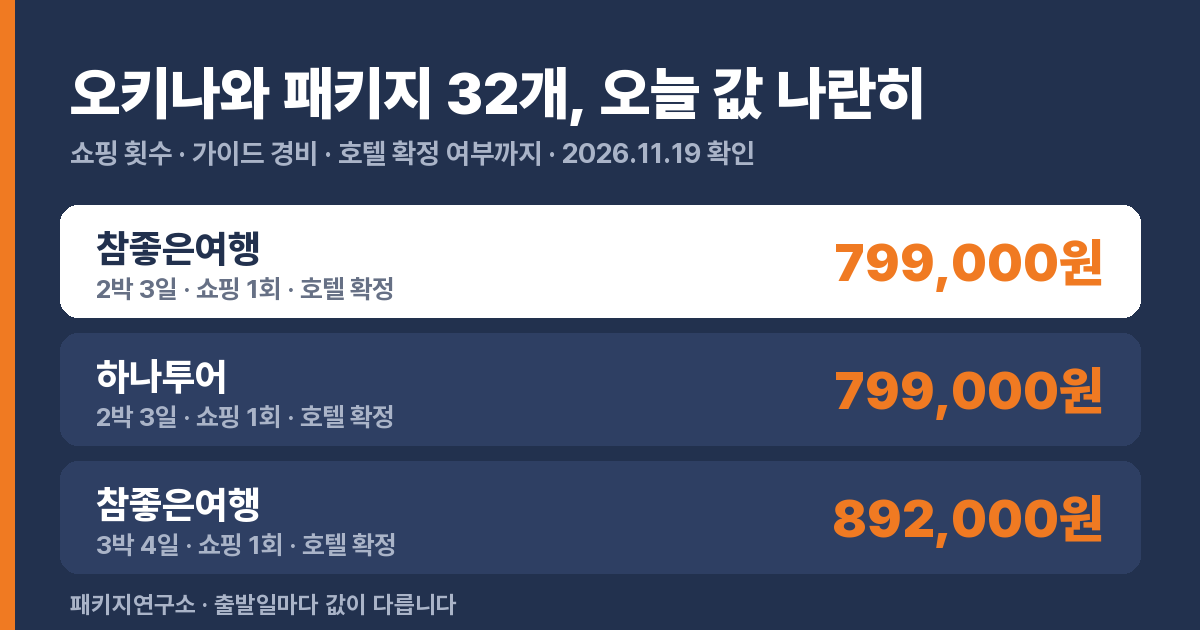 오키나와 패키지 32개, 오늘 값 나란히
쇼핑 횟수 · 가이드 경비 · 호텔 확정 여부까지 · 2026.11.19 확인
참좋은여행
799,000원
2박 3일 · 쇼핑 1회 · 호텔 확정
하나투어
799,000원
2박 3일 · 쇼핑 1회 · 호텔 확정
참좋은여행
892,000원
3박 4일 · 쇼핑 1회 · 호텔 확정
패키지연구소 · 출발일마다 값이 다릅니다